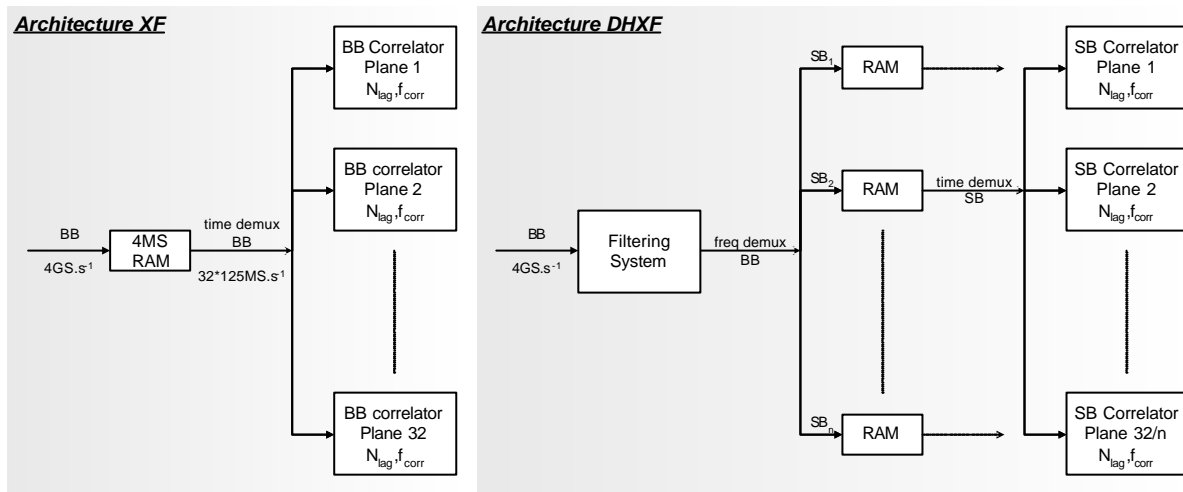 Architecture XF
BB Correlator
Plane 1
N_lag,f_corr
BB correlator
Plane 2
N_lag,f_corr
BB
4GS.s⁻¹
4MS
RAM
time demux
BB
32*125MS.s⁻¹
BB correlator
Plane 32
N_lag,f_corr
Architecture DHXF
SB₁
RAM
SB Correlator
Plane 1
N_lag,f_corr
SB₂
RAM
time demux
SB
SB Correlator
Plane 2
N_lag,f_corr
BB
4GS.s⁻¹
Filtering
System
freq demux
BB
SBₙ
RAM
SB Correlator
Plane 32/n
N_lag,f_corr